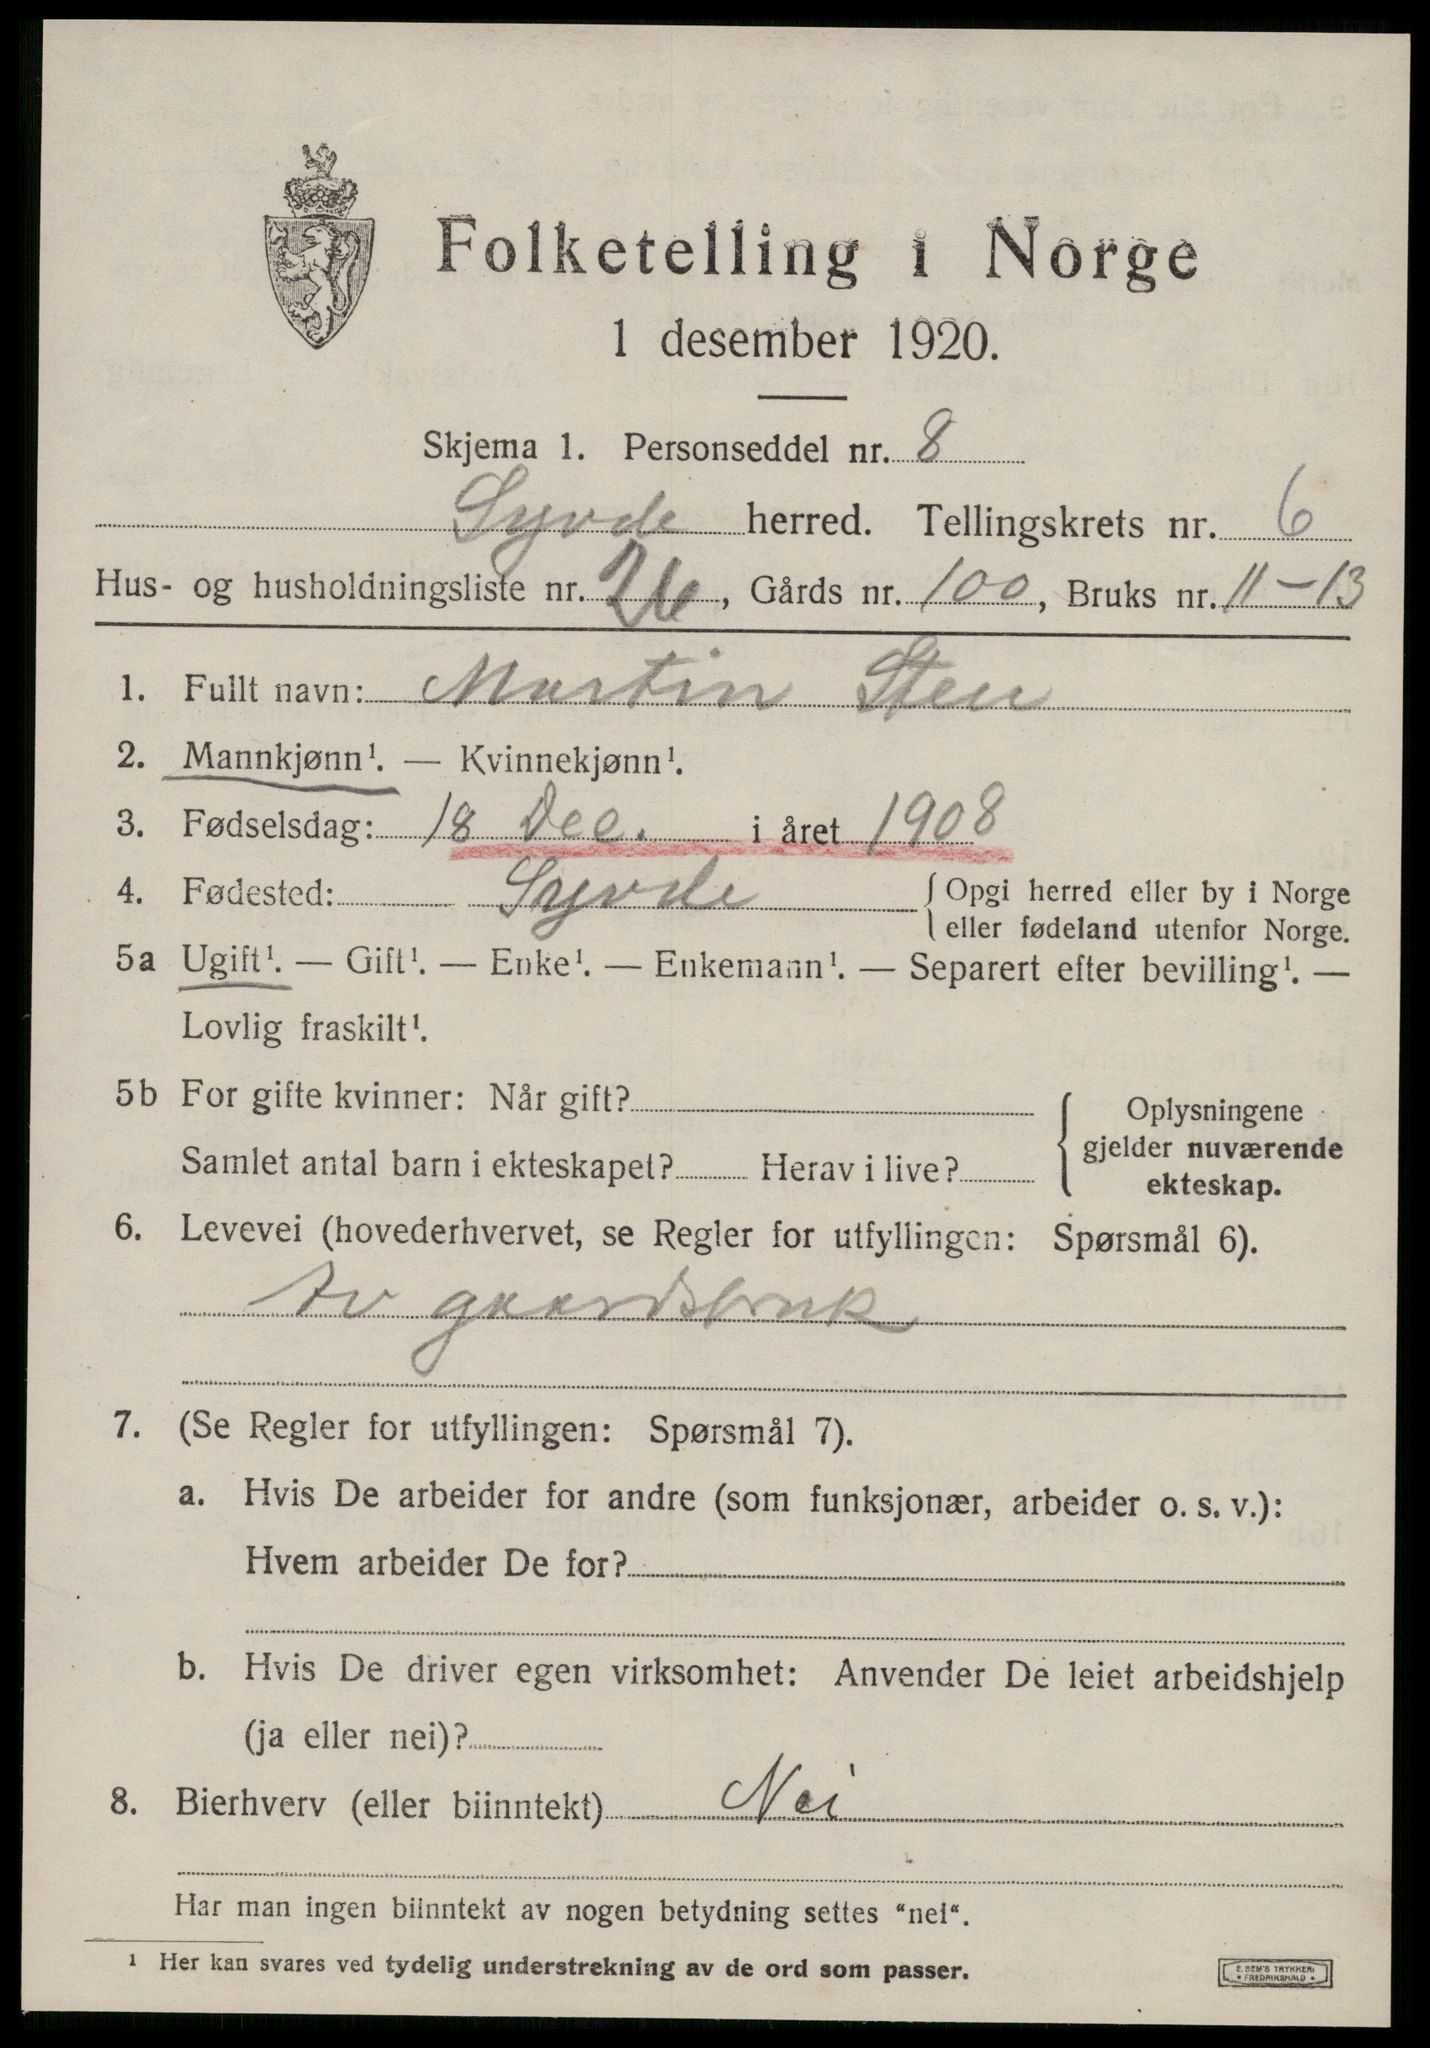 Folketelling i Norge
1 desember 1920.
Skjema 1. Personseddel nr. 8
Syvde herred. Tellingskrets nr. 6
Hus- og husholdningsliste nr. 26, Gårds nr. 100, Bruks nr. 11-13
1. Fullt navn: Martin Sten
2. Mannkjønn¹. — Kvinnekjønn¹.
3. Fødselsdag: 18 Dec. i året 1908
4. Fødested: Syvde { Opgi herred eller by i Norge
eller fødeland utenfor Norge.
5a Ugift¹. — Gift¹. — Enke¹. — Enkemann¹. — Separert efter bevilling¹. —
Lovlig fraskilt¹.
5b For gifte kvinner: Når gift?
Samlet antal barn i ekteskapet? Herav i live?
{ Oplysningene
gjelder nuværende
ekteskap.
6. Levevei (hovederhvervet, se Regler for utfyllingen: Spørsmål 6).
Av gaardsbruk
7. (Se Regler for utfyllingen: Spørsmål 7).
a. Hvis De arbeider for andre (som funksjonær, arbeider o. s. v.):
Hvem arbeider De for?
b. Hvis De driver egen virksomhet: Anvender De leiet arbeidshjelp
(ja eller nei)?
8. Bierhverv (eller biinntekt) Nei
Har man ingen biinntekt av nogen betydning settes "nei".
¹ Her kan svares ved tydelig understrekning av de ord som passer.
E. SEM'S TRYKKERI
* FREDRIKSHALD *